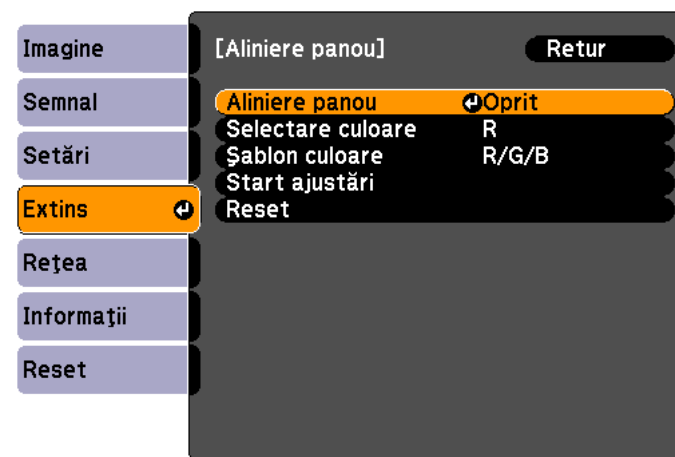 Imagine
Semnal
Setări
Extins
Reţea
Informaţii
Reset
[Aliniere panou] Retur
Aliniere panou Oprit
Selectare culoare R
Şablon culoare R/G/B
Start ajustări
Reset